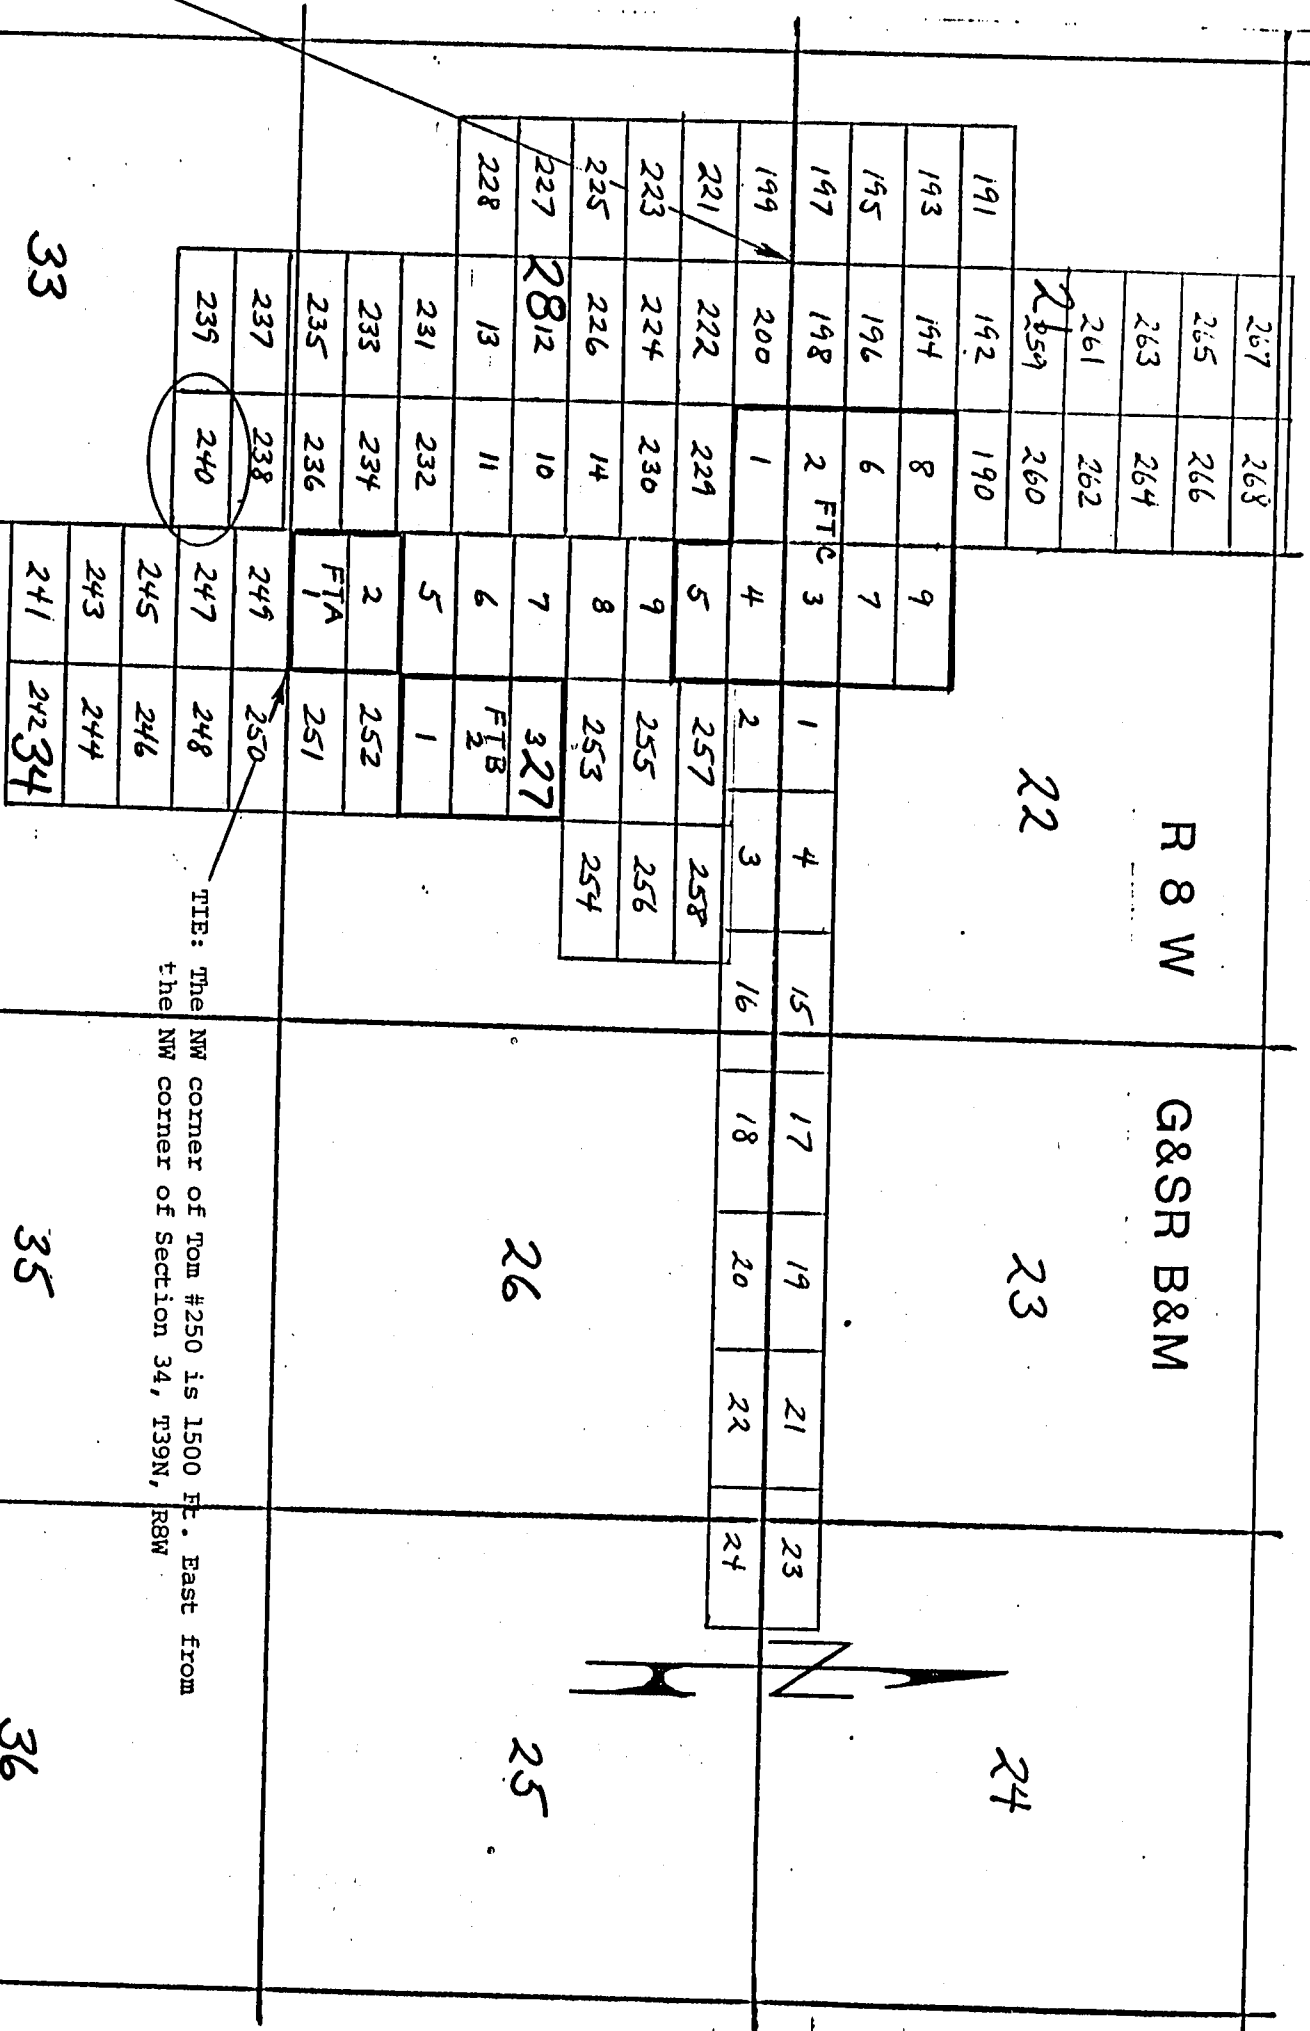 R 8 W G&SR B&M
267 268
265 266
263 264
261 262
21 259 260
22 23 24
191 192 190
193 194 8 9
195 196 6 7
197 198 2 FTC 3 1 4 15 17 19 21 23
199 200 1 4 2 3 16 18 20 22 24
N
221 222 229 5 257 258
223 224 230 9 255 256
225 226 14 8 253 254
227 28 12 10 7 3 27 26 25
228 13 11 6 FTB 2
231 232 5 1
233 234 2 252
235 236 FTA 1 251
237 238 249 250
239 240 247 248
TIE: The NW corner of Tom #250 is 1500 Ft. East from
the NW corner of Section 34, T39N, R8W
245 246
243 244
33 241 242 34 35 36